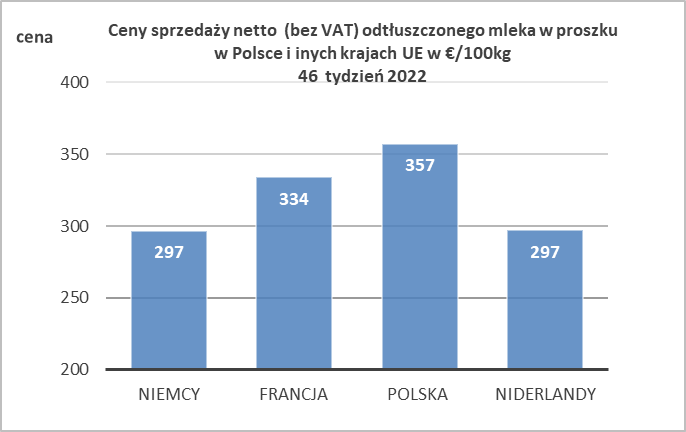 cena
Ceny sprzedaży netto  (bez VAT) odtłuszczonego mleka w proszku
w Polsce i inych krajach UE w €/100kg
46  tydzień 2022
400
350
300
250
200
297
334
357
297
NIEMCY
FRANCJA
POLSKA
NIDERLANDY